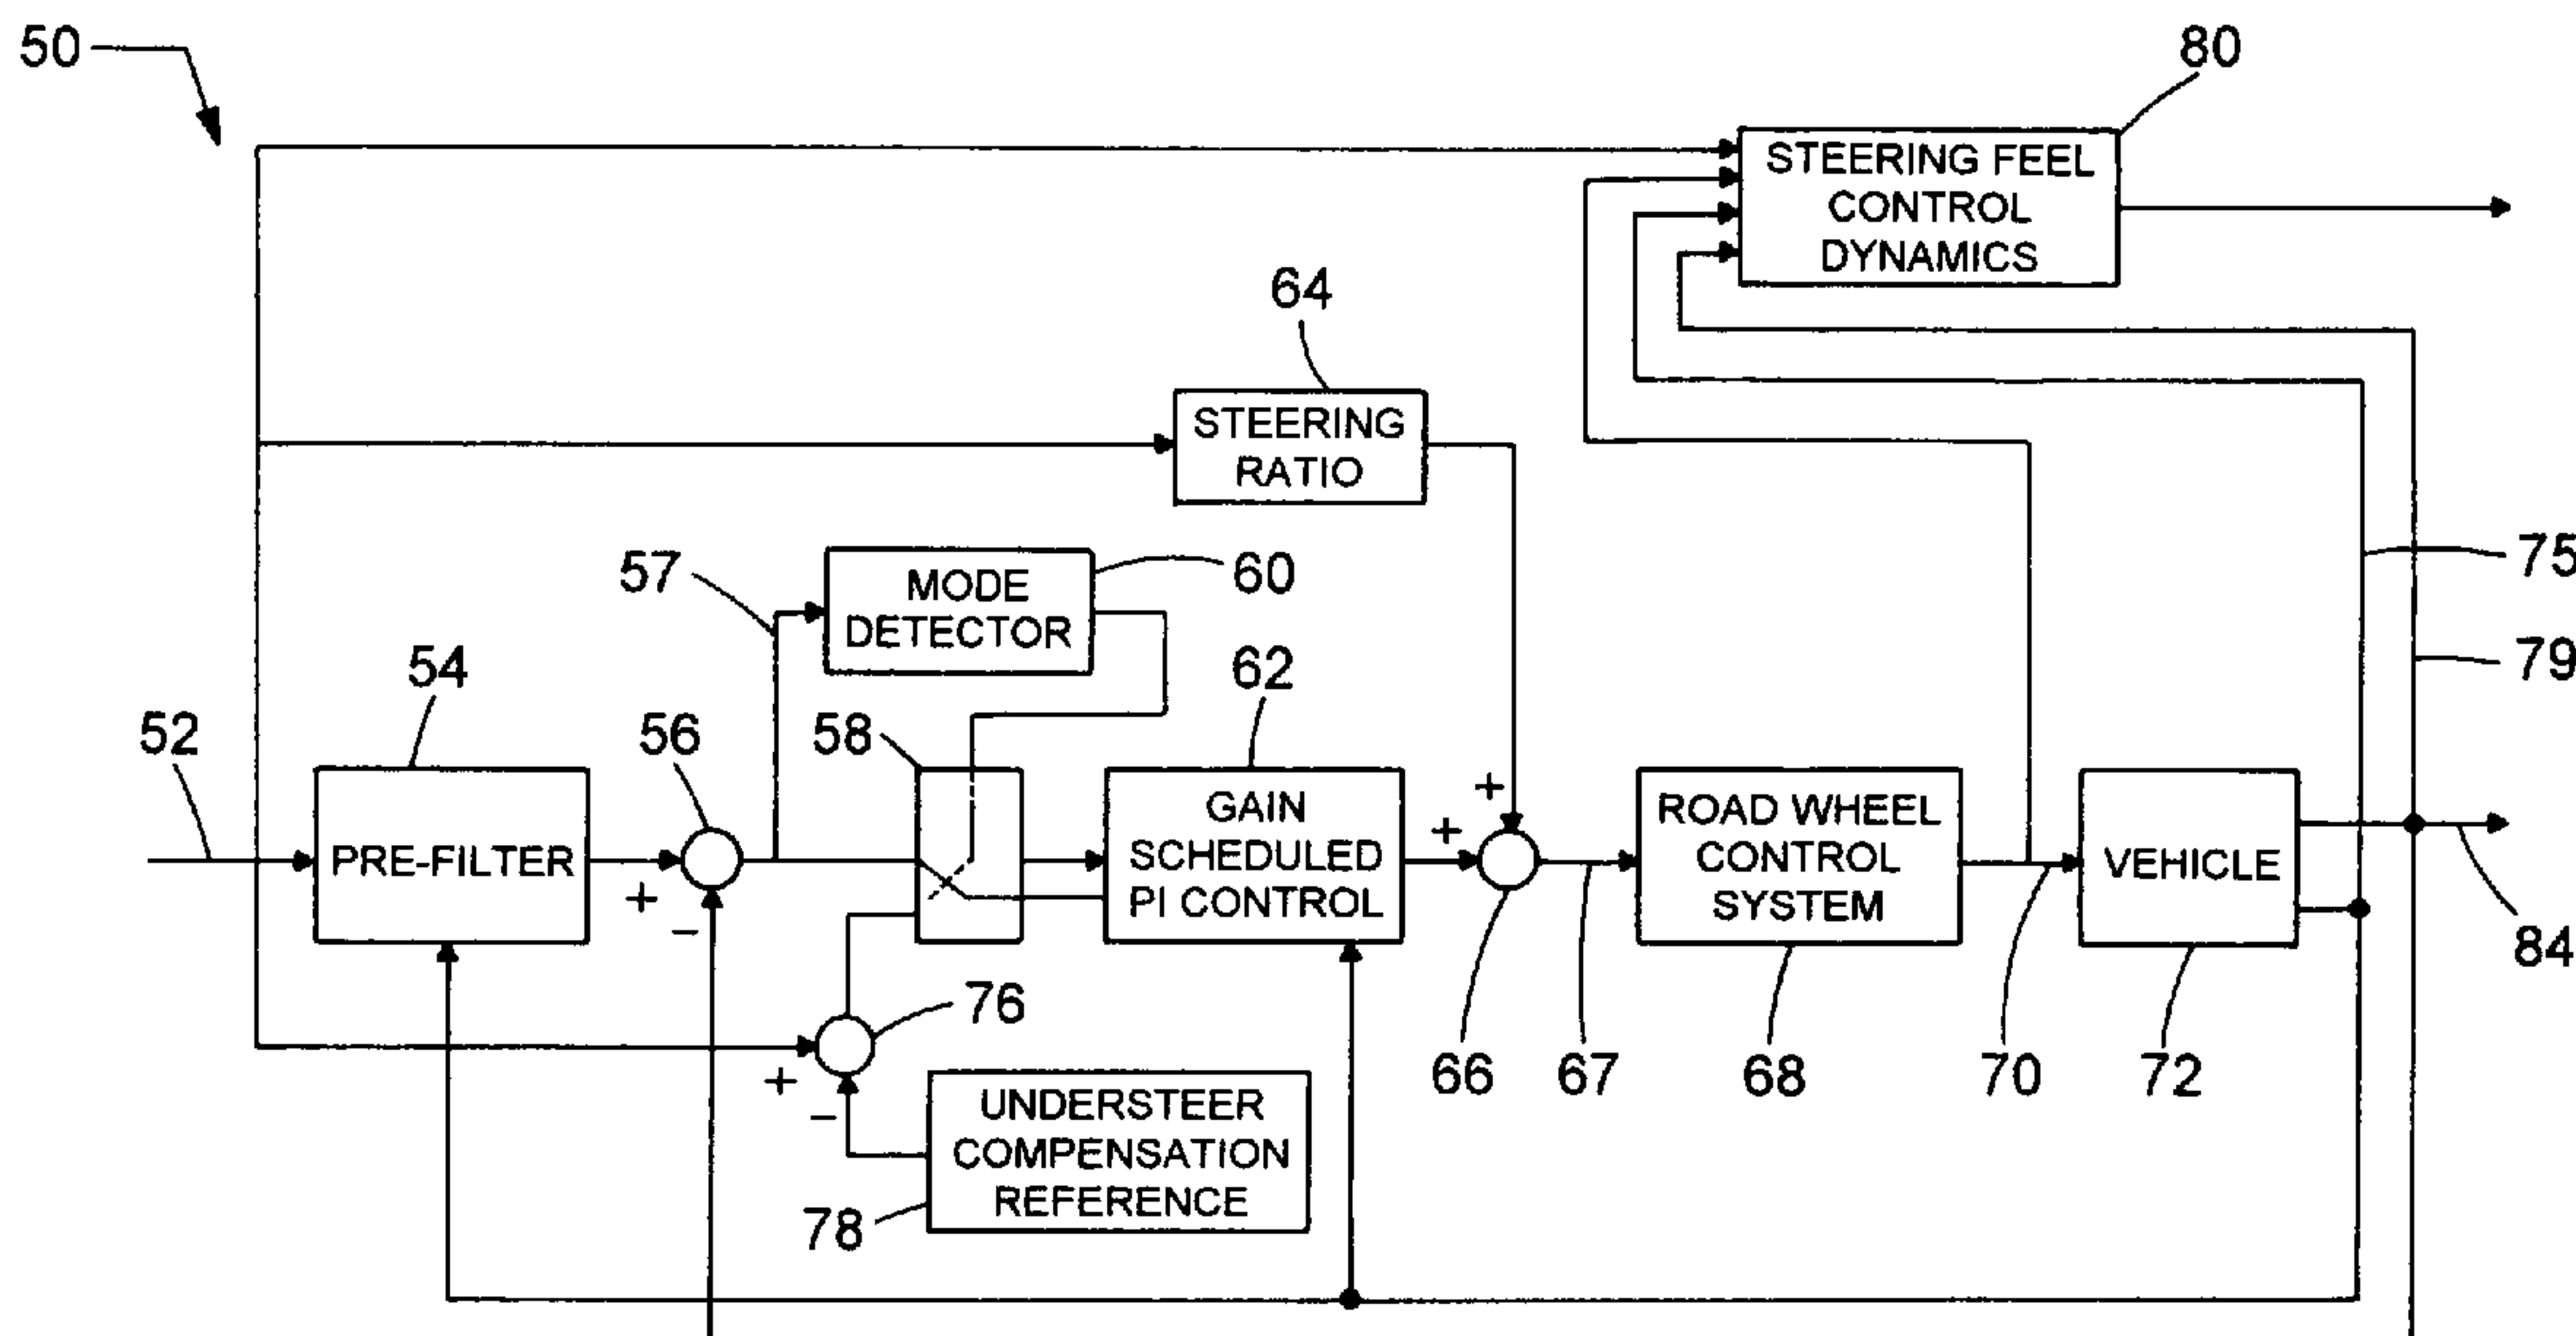 50
80
STEERING FEEL
CONTROL
DYNAMICS
64
STEERING
RATIO
57
MODE
DETECTOR
60
75
79
54
62
52
56
58
+
PRE-FILTER
+
−
GAIN
SCHEDULED
PI CONTROL
+
ROAD WHEEL
CONTROL
SYSTEM
VEHICLE
84
76
+
−
UNDERSTEER
COMPENSATION
REFERENCE
78
66
67
68
70
72